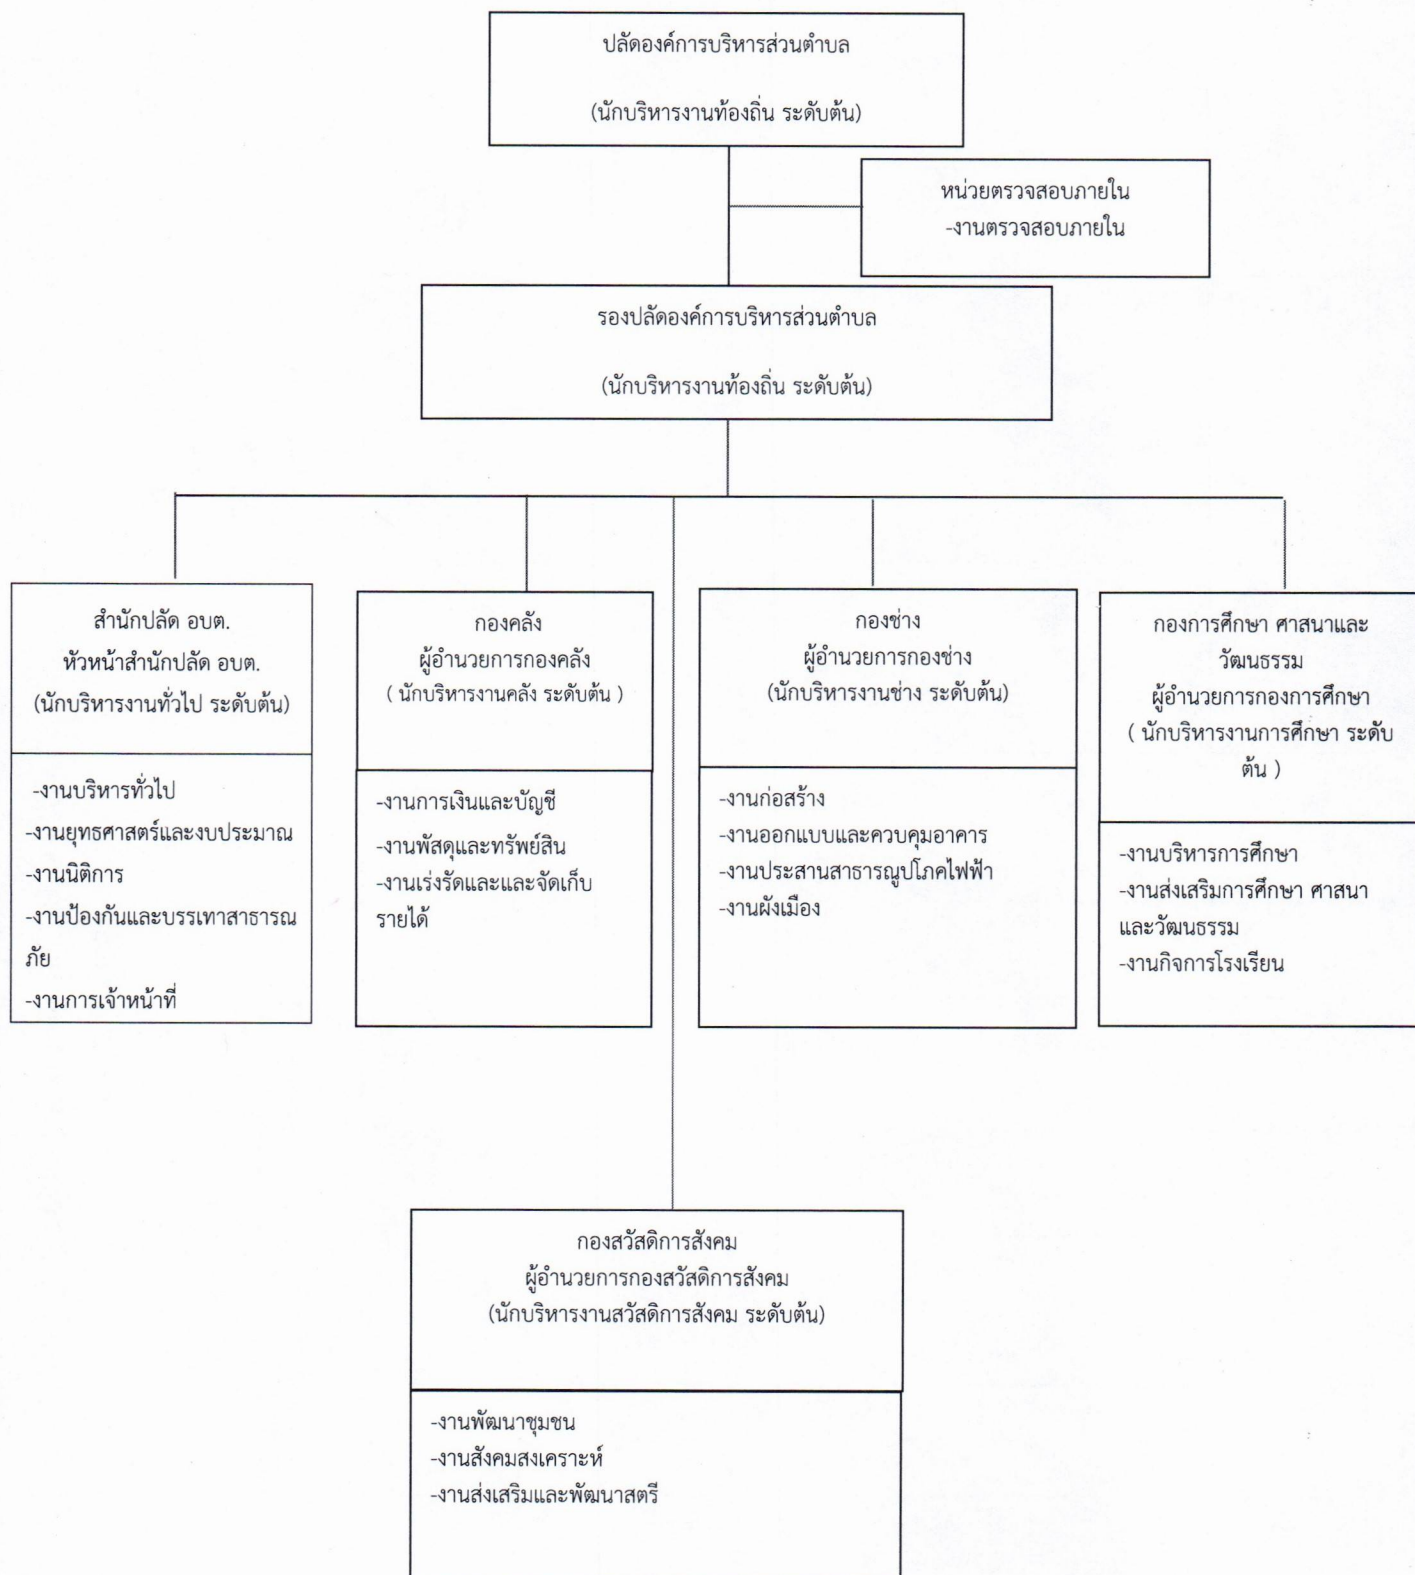 ปลัดองค์การบริหารส่วนตำบล
(นักบริหารงานท้องถิ่น ระดับต้น)
หน่วยตรวจสอบภายใน
-งานตรวจสอบภายใน
รองปลัดองค์การบริหารส่วนตำบล
(นักบริหารงานท้องถิ่น ระดับต้น)
สำนักปลัด อบต.
หัวหน้าสำนักปลัด อบต.
(นักบริหารงานทั่วไป ระดับต้น)
-งานบริหารทั่วไป
-งานยุทธศาสตร์และงบประมาณ
-งานนิติการ
-งานป้องกันและบรรเทาสาธารณ
ภัย
-งานการเจ้าหน้าที่
กองคลัง
ผู้อำนวยการกองคลัง
( นักบริหารงานคลัง ระดับต้น )
-งานการเงินและบัญชี
-งานพัสดุและทรัพย์สิน
-งานเร่งรัดและและจัดเก็บ
รายได้
กองช่าง
ผู้อำนวยการกองช่าง
(นักบริหารงานช่าง ระดับต้น)
-งานก่อสร้าง
-งานออกแบบและควบคุมอาคาร
-งานประสานสาธารณูปโภคไฟฟ้า
-งานผังเมือง
กองการศึกษา ศาสนาและ
วัฒนธรรม
ผู้อำนวยการกองการศึกษา
( นักบริหารงานการศึกษา ระดับ
ต้น )
-งานบริหารการศึกษา
-งานส่งเสริมการศึกษา ศาสนา
และวัฒนธรรม
-งานกิจการโรงเรียน
กองสวัสดิการสังคม
ผู้อำนวยการกองสวัสดิการสังคม
(นักบริหารงานสวัสดิการสังคม ระดับต้น)
-งานพัฒนาชุมชน
-งานสังคมสงเคราะห์
-งานส่งเสริมและพัฒนาสตรี